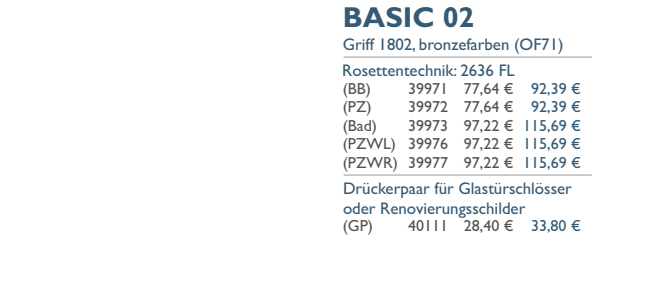 BASIC 02
Griff 1802, bronzefarben (OF71)
Rosettentechnik: 2636 FL
(BB) 39971 77,64 € 92,39 €
(PZ) 39972 77,64 € 92,39 €
(Bad) 39973 97,22 € 115,69 €
(PZWL) 39976 97,22 € 115,69 €
(PZWR) 39977 97,22 € 115,69 €
Drückerpaar für Glastürschlösser
oder Renovierungsschilder
(GP) 40111 28,40 € 33,80 €